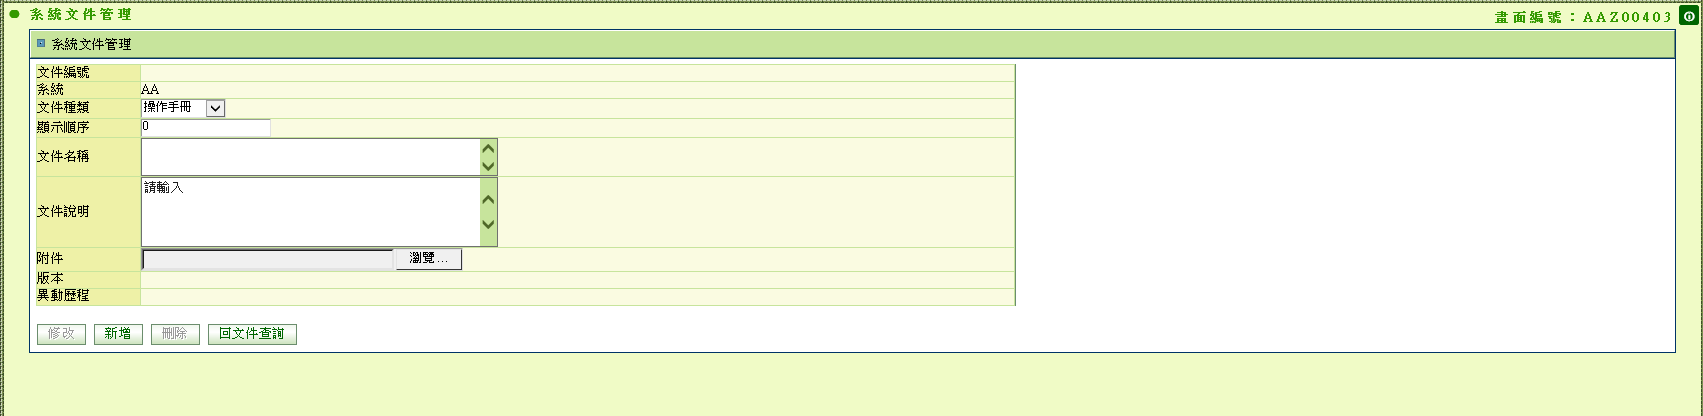 系統文件管理
畫面編號：AAZ00403
系統文件管理
文件編號
系統 AA
文件種類 操作手冊
顯示順序 0
文件名稱
文件說明 請輸入
附件 瀏覽...
版本
異動歷程
修改 新增 刪除 回文件查詢